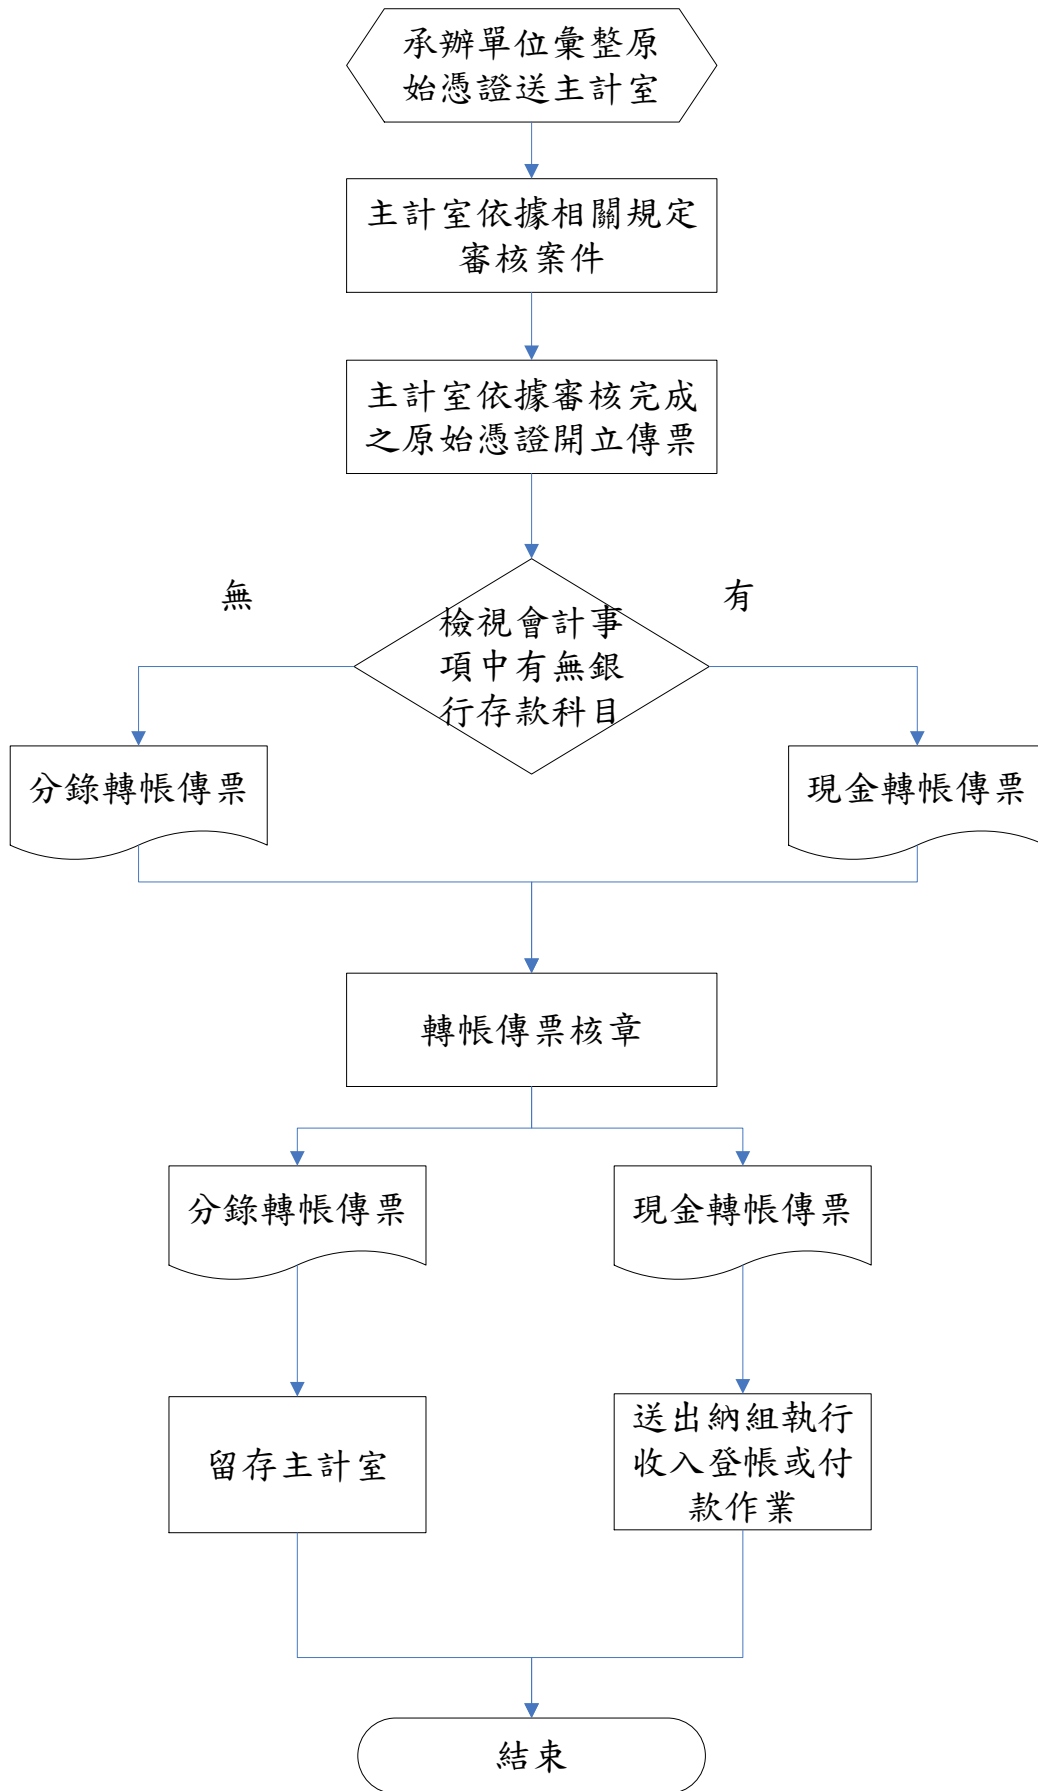 承辦單位彙整原
始憑證送主計室
主計室依據相關規定
審核案件
主計室依據審核完成
之原始憑證開立傳票
無
有
檢視會計事
項中有無銀
行存款科目
分錄轉帳傳票
現金轉帳傳票
轉帳傳票核章
分錄轉帳傳票
現金轉帳傳票
留存主計室
送出納組執行
收入登帳或付
款作業
結束